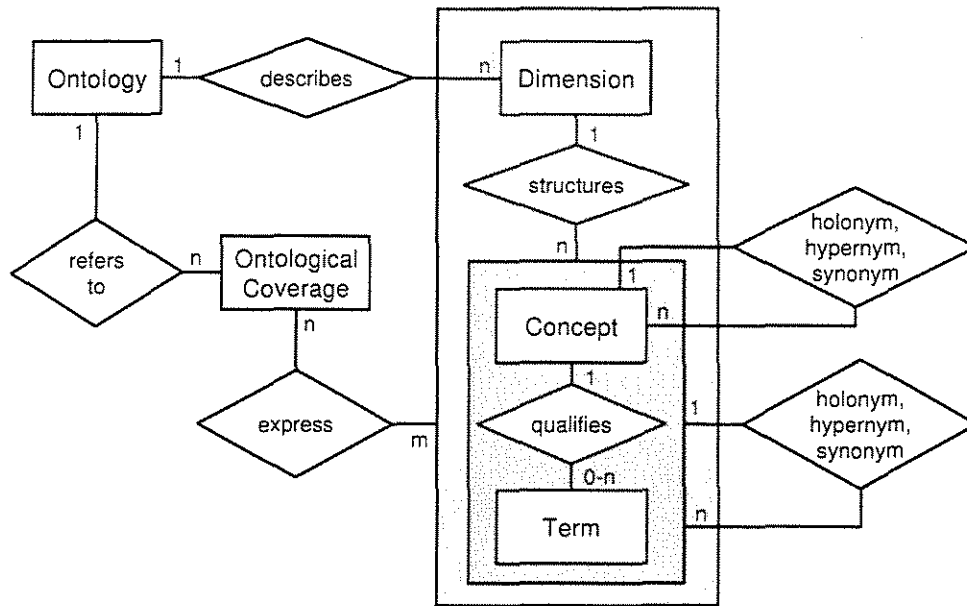 Ontology
1
describes
n
Dimension
1
1
structures
refers
to
n
Ontological
Coverage
n
holonym,
hypernym,
synonym
1
n
Concept
n
1
express
m
qualifies
1
holonym,
hypernym,
synonym
0-n
Term
n